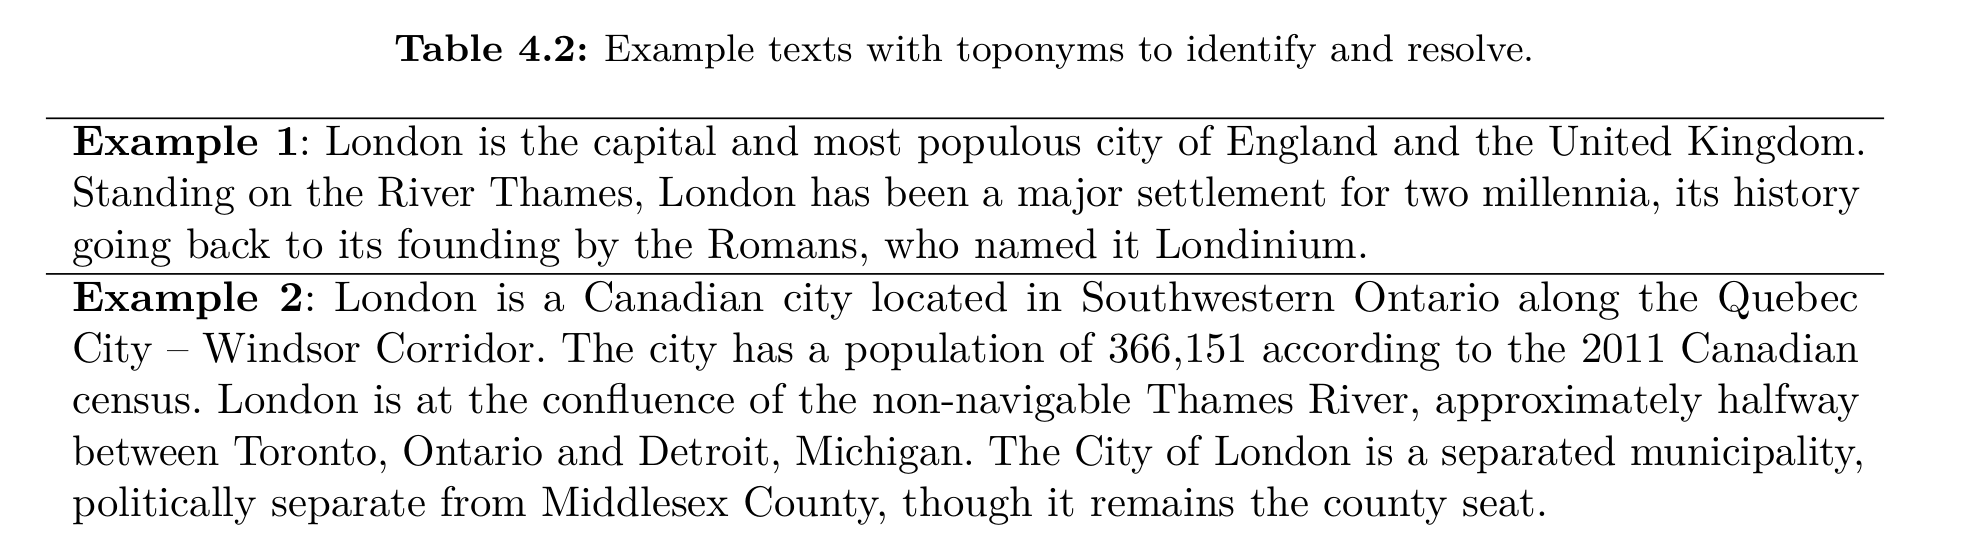 Table 4.2: Example texts with toponyms to identify and resolve.
Example 1: London is the capital and most populous city of England and the United Kingdom.
Standing on the River Thames, London has been a major settlement for two millennia, its history
going back to its founding by the Romans, who named it Londinium.
Example 2: London is a Canadian city located in Southwestern Ontario along the Quebec
City – Windsor Corridor. The city has a population of 366,151 according to the 2011 Canadian
census. London is at the confluence of the non-navigable Thames River, approximately halfway
between Toronto, Ontario and Detroit, Michigan. The City of London is a separated municipality,
politically separate from Middlesex County, though it remains the county seat.